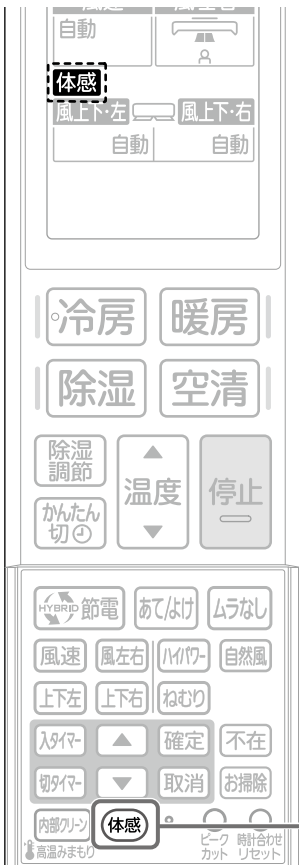 自動
体感
風上下·左 風上下·右
自動 自動
冷房 暖房
除湿 空清
除湿
調節
温度
停止
かんたん
切
HYBRID 節電 あて/よけ ムラなし
風速 風左右 ハイパワー 自然風
上下左 上下右 ねむり
入タイマー 確定 不在
切タイマー 取消 お掃除
内部クリーン 体感
高温みまもり
ピーク 時計合わせ
カット リセット